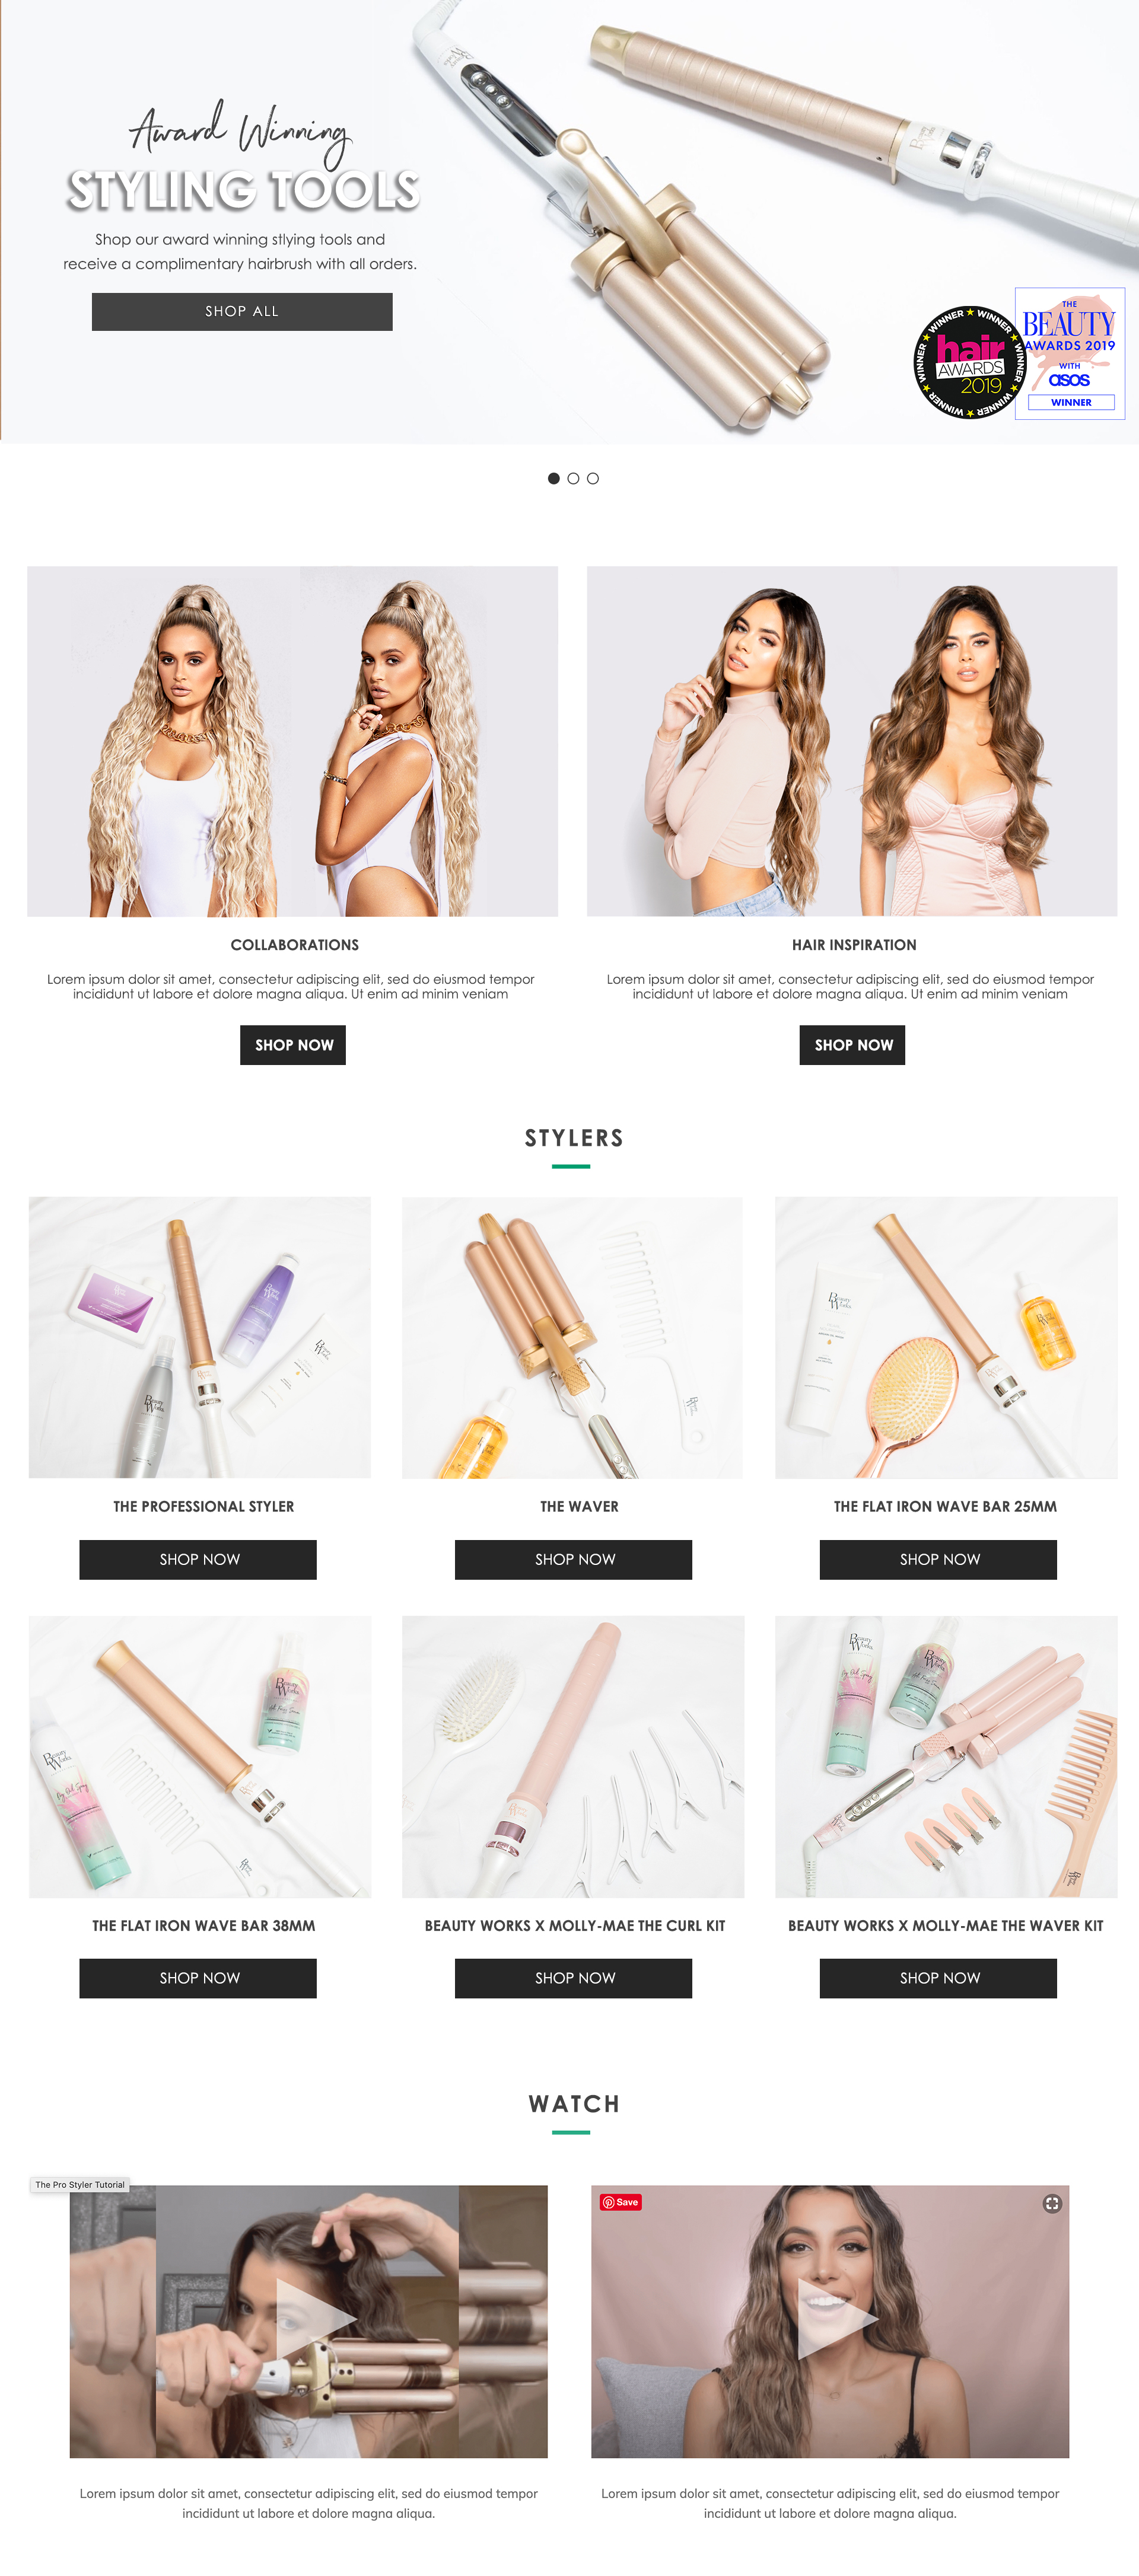 Award Winning
STYLING TOOLS
Shop our award winning stlying tools and
receive a complimentary hairbrush with all orders.
SHOP ALL
WINNER ★ WINNER ★ WINNER ★ WINNER ★ WINNER ★ WINNER
hair
AWARDS
2019
THE
BEAUTY
AWARDS 2019
WITH
asos
WINNER
COLLABORATIONS
Lorem ipsum dolor sit amet, consectetur adipiscing elit, sed do eiusmod tempor
incididunt ut labore et dolore magna aliqua. Ut enim ad minim veniam
SHOP NOW
HAIR INSPIRATION
Lorem ipsum dolor sit amet, consectetur adipiscing elit, sed do eiusmod tempor
incididunt ut labore et dolore magna aliqua. Ut enim ad minim veniam
SHOP NOW
STYLERS
Beauty Works
THE PROFESSIONAL STYLER
THE WAVER
THE FLAT IRON WAVE BAR 25MM
SHOP NOW
SHOP NOW
SHOP NOW
Beauty Works
THE FLAT IRON WAVE BAR 38MM
BEAUTY WORKS X MOLLY-MAE THE CURL KIT
BEAUTY WORKS X MOLLY-MAE THE WAVER KIT
SHOP NOW
SHOP NOW
SHOP NOW
WATCH
The Pro Styler Tutorial
Save
Lorem ipsum dolor sit amet, consectetur adipiscing elit, sed do eiusmod tempor
incididunt ut labore et dolore magna aliqua.
Lorem ipsum dolor sit amet, consectetur adipiscing elit, sed do eiusmod tempor
incididunt ut labore et dolore magna aliqua.